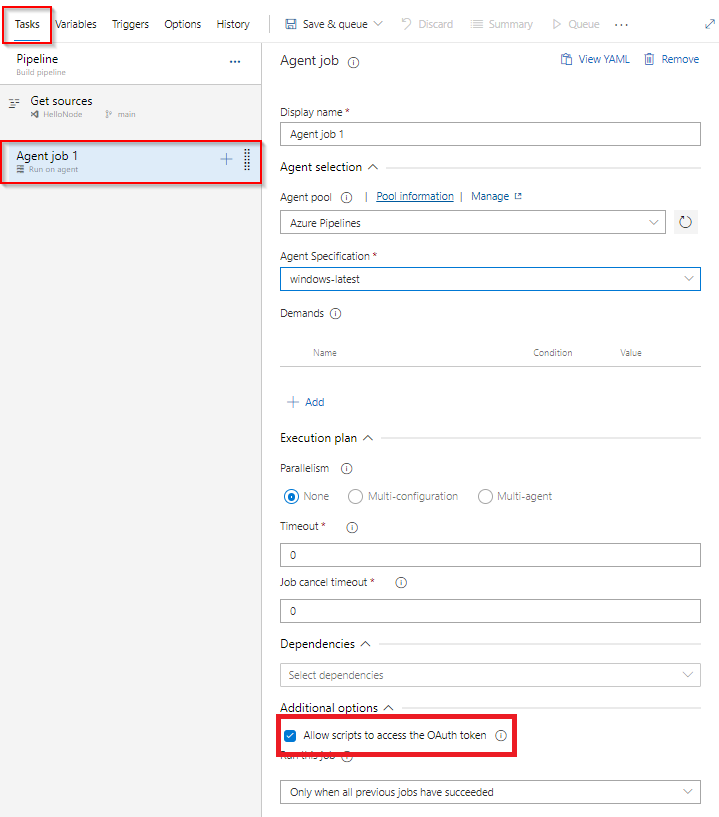 Tasks Variables Triggers Options History Save & queue Discard Summary Queue ...
Pipeline
Build pipeline
Get sources
HelloNode main
Agent job 1
Run on agent
Agent job View YAML Remove
Display name *
Agent job 1
Agent selection
Agent pool | Pool information | Manage
Azure Pipelines
Agent Specification *
windows-latest
Demands
Name Condition Value
Add
Execution plan
Parallelism
None Multi-configuration Multi-agent
Timeout *
0
Job cancel timeout *
0
Dependencies
Select dependencies
Additional options
Allow scripts to access the OAuth token
Run this job
Only when all previous jobs have succeeded